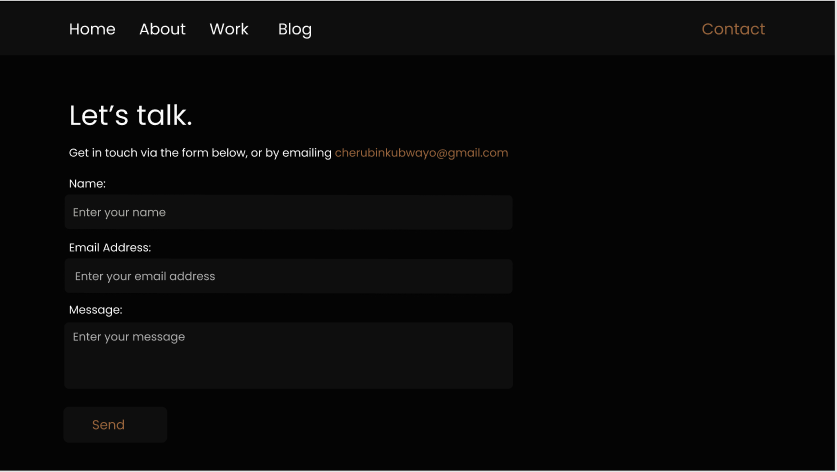 Home About Work Blog Contact
Let’s talk.
Get in touch via the form below, or by emailing cherubinkubwayo@gmail.com
Name:
Enter your name
Email Address:
Enter your email address
Message:
Enter your message
Send